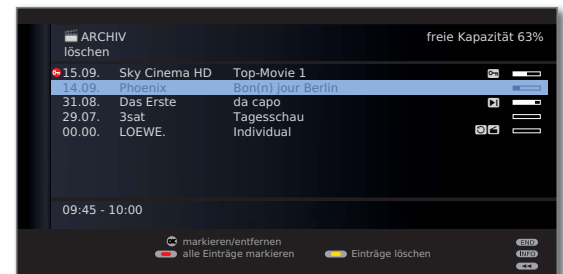 ARCHIV freie Kapazität 63%
löschen
15.09. Sky Cinema HD Top-Movie 1
14.09. Phoenix Bon(n) jour Berlin
31.08. Das Erste da capo
29.07. 3sat Tagesschau
00.00. LOEWE. Individual
09:45 - 10:00
OK markieren/entfernen END
alle Einträge markieren Einträge löschen INFO